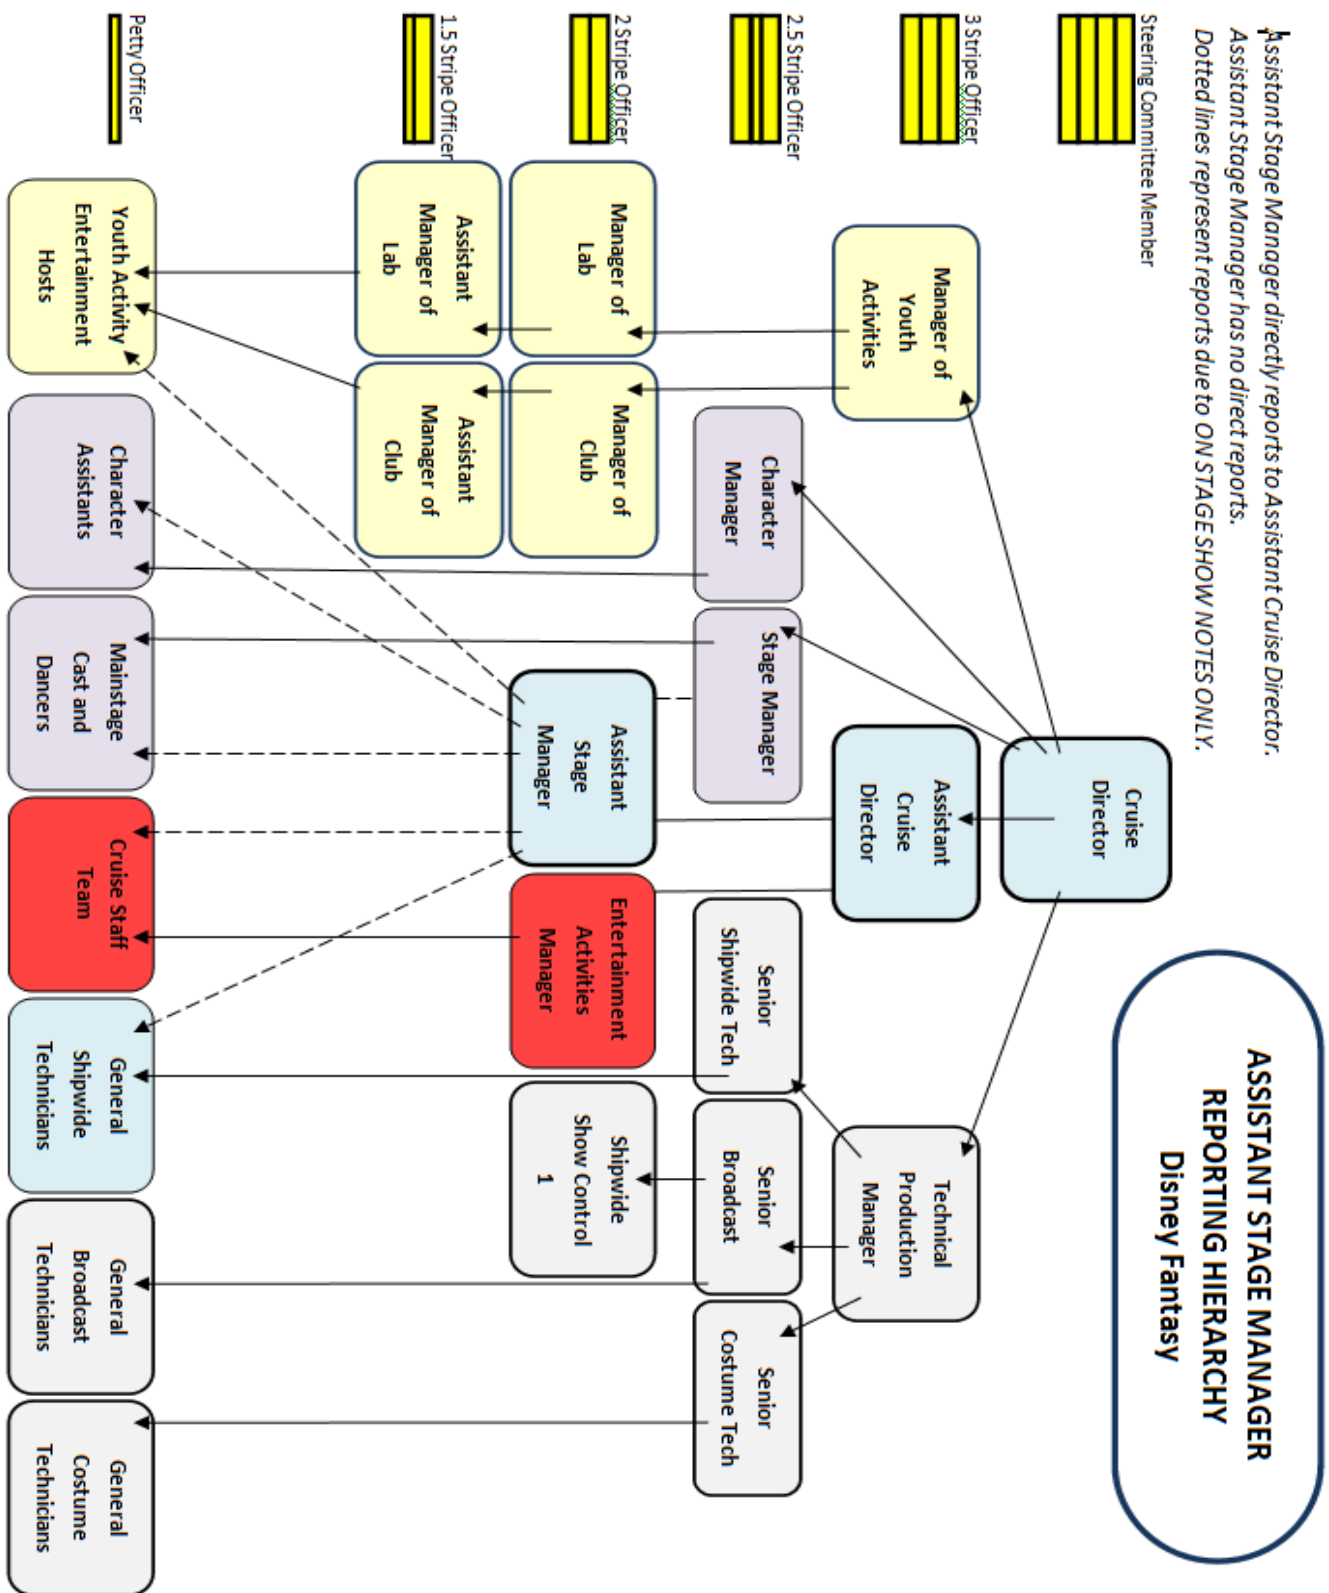 Assistant Stage Manager directly reports to Assistant Cruise Director.
Assistant Stage Manager has no direct reports.
Dotted lines represent reports due to ON STAGE SHOW NOTES ONLY.
ASSISTANT STAGE MANAGER
REPORTING HIERARCHY
Disney Fantasy
Steering Committee Member
Cruise
Director
3 Stripe Officer
Manager of
Youth
Activities
Assistant
Cruise
Director
Technical
Production
Manager
2.5 Stripe Officer
Character
Manager
Stage Manager
Senior
Shipwide Tech
Senior
Broadcast
Senior
Costume Tech
2 Stripe Officer
Manager of
Lab
Manager of
Club
Assistant
Stage
Manager
Entertainment
Activities
Manager
Shipwide
Show Control
1
1.5 Stripe Officer
Assistant
Manager of
Lab
Assistant
Manager of
Club
Petty Officer
Youth Activity
Entertainment
Hosts
Character
Assistants
Mainstage
Cast and
Dancers
Cruise Staff
Team
General
Shipwide
Technicians
General
Broadcast
Technicians
General
Costume
Technicians